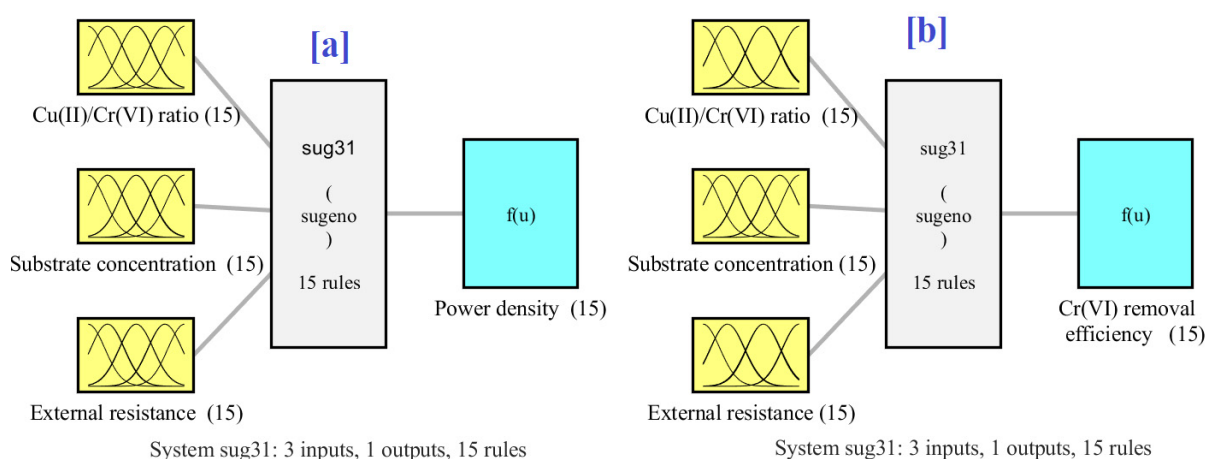 [a]
Cu(II)/Cr(VI) ratio (15)
sug31
(
sugeno
)
15 rules
f(u)
Substrate concentration (15)
Power density (15)
External resistance (15)
System sug31: 3 inputs, 1 outputs, 15 rules
[b]
Cu(II)/Cr(VI) ratio (15)
sug31
(
sugeno
)
15 rules
f(u)
Substrate concentration (15)
Cr(VI) removal
efficiency (15)
External resistance (15)
System sug31: 3 inputs, 1 outputs, 15 rules